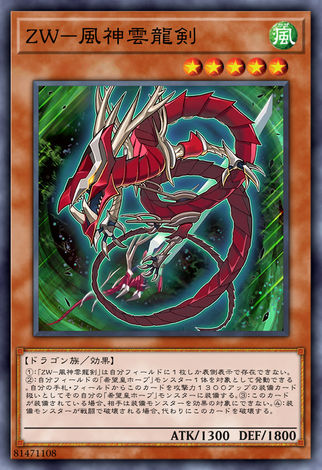 ZW－風神雲龍剣
風
【ドラゴン族／効果】
①：「ZW－風神雲龍剣」は自分フィールドに１枚しか表側表示で存在できない。
②：自分フィールドの「希望皇ホープ」モンスター１体を対象として発動できる
。自分の手札・フィールドからこのカードを攻撃力１３００アップの装備カード
扱いとしてその自分の「希望皇ホープ」モンスターに装備する。③：このカード
が装備されている場合、相手は装備モンスターを効果の対象にできない。④：装
備モンスターが戦闘で破壊される場合、代わりにこのカードを破壊する。
ATK/1300 DEF/1800
81471108